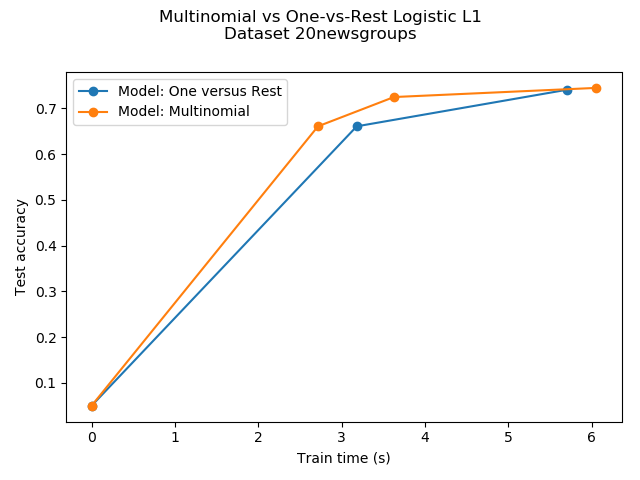 Multinomial vs One-vs-Rest Logistic L1
Dataset 20newsgroups
Model: One versus Rest
Model: Multinomial
Test accuracy
0.7
0.6
0.5
0.4
0.3
0.2
0.1
0
1
2
3
4
5
6
Train time (s)